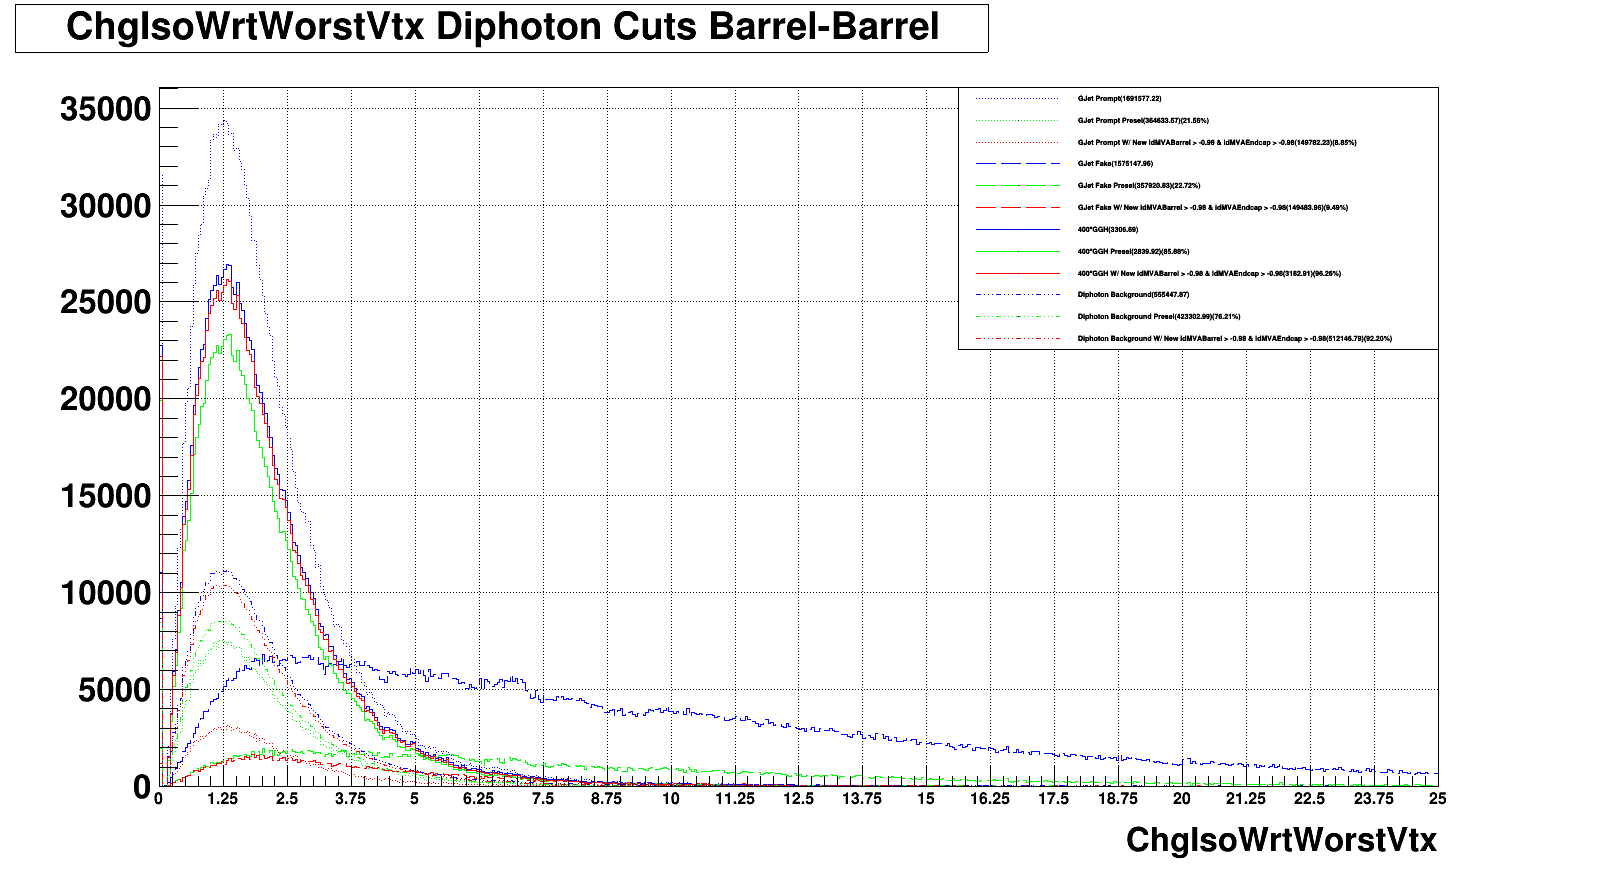 ChgIsoWrtWorstVtx Diphoton Cuts Barrel-Barrel
GJet Prompt(1691577.22)
GJet Prompt Presel(364633.57)(21.56%)
GJet Prompt W/ New IdMVABarrel > -0.98 & IdMVAEndcap > -0.98(149782.23)(8.85%)
GJet Fake(1575147.96)
GJet Fake Presel(357920.83)(22.72%)
GJet Fake W/ New IdMVABarrel > -0.98 & IdMVAEndcap > -0.98(149483.95)(9.49%)
400*GGH(3306.69)
400*GGH Presel(2839.92)(85.88%)
400*GGH W/ New IdMVABarrel > -0.98 & IdMVAEndcap > -0.98(3182.91)(96.26%)
Diphoton Background(555447.87)
Diphoton Background Presel(423302.99)(76.21%)
Diphoton Background W/ New IdMVABarrel > -0.98 & IdMVAEndcap > -0.98(512146.79)(92.20%)
35000
30000
25000
20000
15000
10000
5000
0
0 1.25 2.5 3.75 5 6.25 7.5 8.75 10 11.25 12.5 13.75 15 16.25 17.5 18.75 20 21.25 22.5 23.75 25
ChgIsoWrtWorstVtx